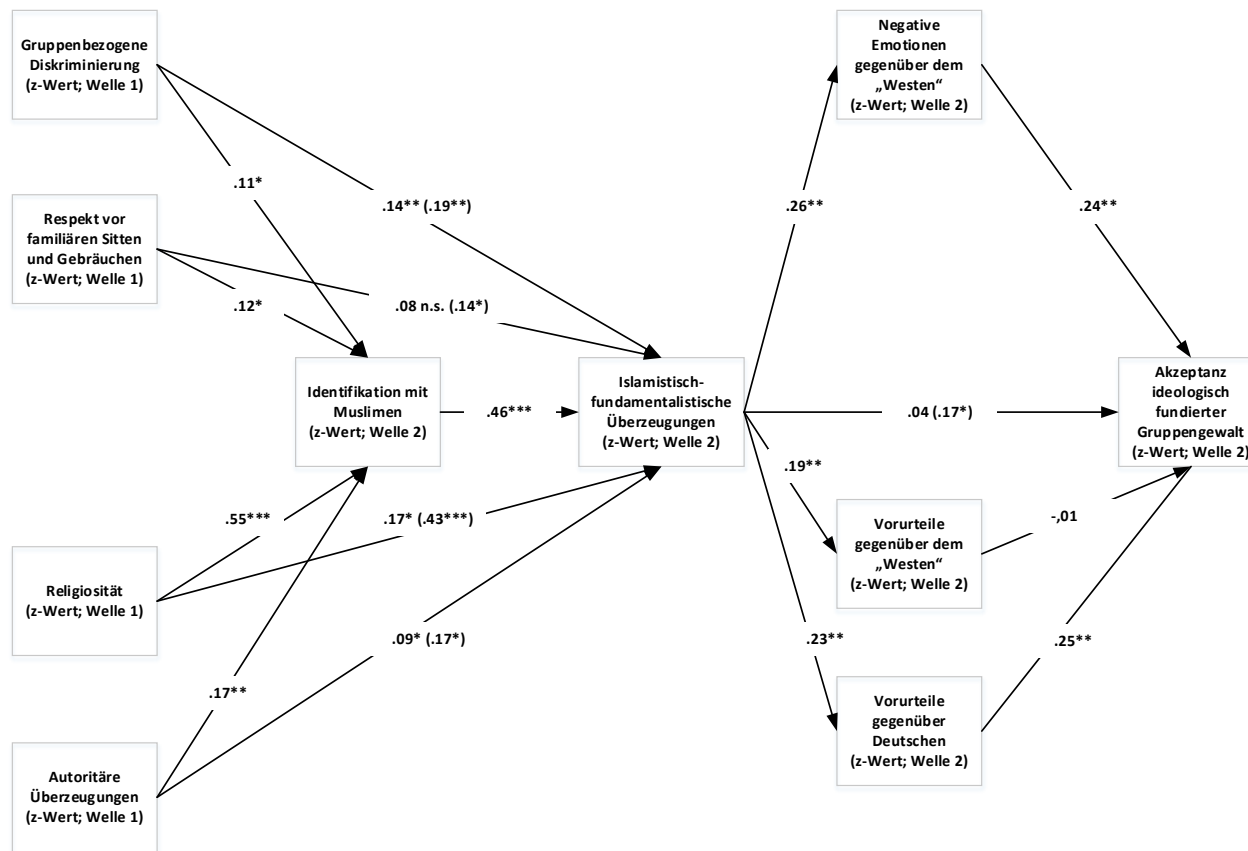 Gruppenbezogene
Diskriminierung
(z-Wert; Welle 1)
Respekt vor
familiären Sitten
und Gebräuchen
(z-Wert; Welle 1)
Religiosität
(z-Wert; Welle 1)
Autoritäre
Überzeugungen
(z-Wert; Welle 1)
.11*
.12*
.55***
.17**
Identifikation mit
Muslimen
(z-Wert; Welle 2)
.14** (.19**)
.08 n.s. (.14*)
.46***
.17* (.43***)
.09* (.17*)
Islamistisch-
fundamentalistische
Überzeugungen
(z-Wert; Welle 2)
.26**
.04 (.17*)
.19**
.23**
Negative
Emotionen
gegenüber dem
„Westen“
(z-Wert; Welle 2)
Vorurteile
gegenüber dem
„Westen“
(z-Wert; Welle 2)
Vorurteile
gegenüber
Deutschen
(z-Wert; Welle 2)
.24**
-,01
.25**
Akzeptanz
ideologisch
fundierter
Gruppengewalt
(z-Wert; Welle 2)